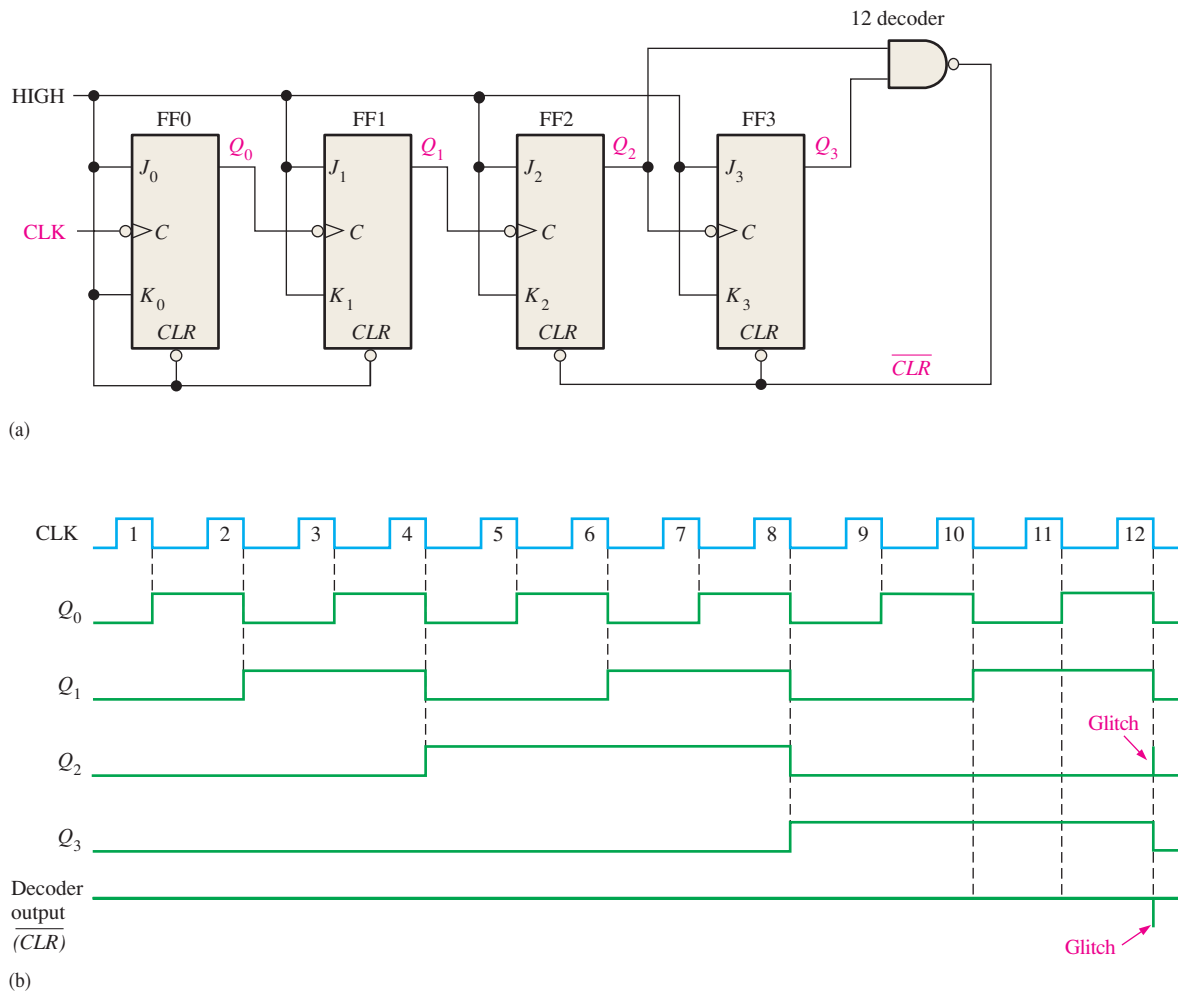 12 decoder
HIGH
FF0 FF1 FF2 FF3
Q0 Q1 Q2 Q3
J0 J1 J2 J3
CLK C C C C
K0 K1 K2 K3
CLR CLR CLR CLR
CLR
(a)
CLK 1 2 3 4 5 6 7 8 9 10 11 12
Q0
Q1
Glitch
Q2
Q3
Decoder
output
(CLR)
Glitch
(b)